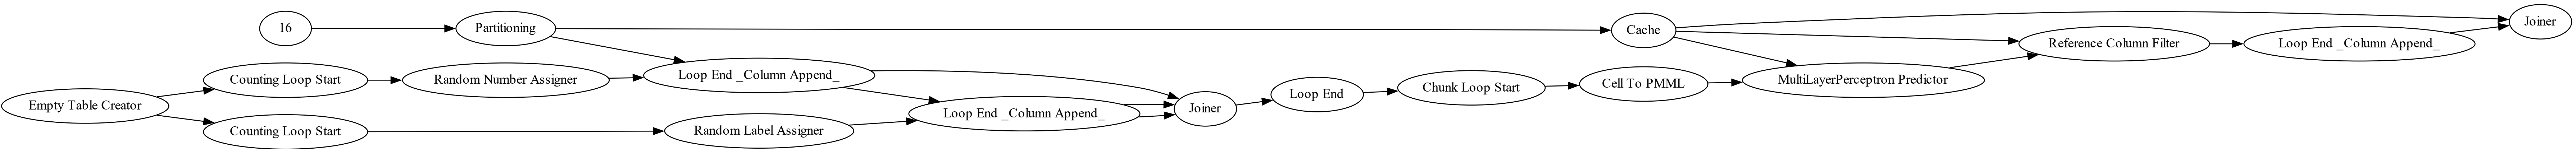 16
Partitioning
Cache
Joiner
Reference Column Filter
Loop End _Column Append_
Counting Loop Start
Random Number Assigner
Loop End _Column Append_
MultiLayerPerceptron Predictor
Empty Table Creator
Loop End
Chunk Loop Start
Cell To PMML
Loop End _Column Append_
Joiner
Counting Loop Start
Random Label Assigner